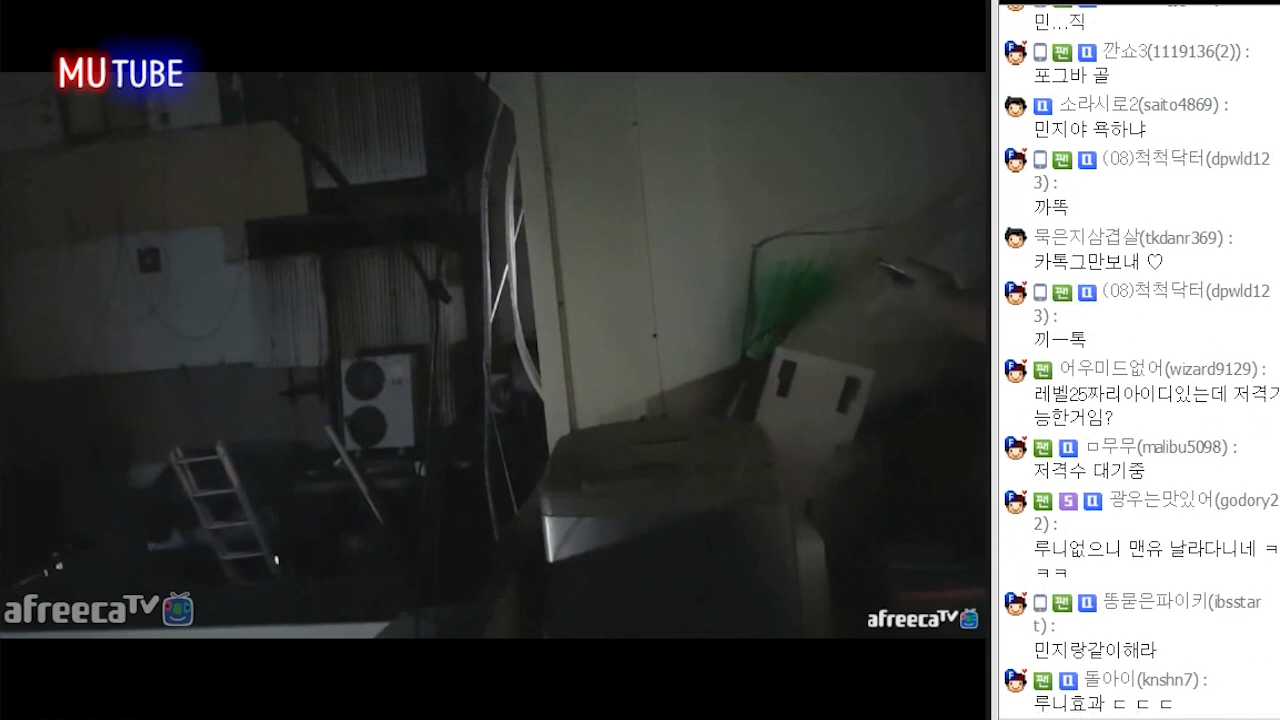 MUTUBE
afreecaTV
afreecaTV
민...직
깐쇼3(1119136(2)) :
포그바 골
소라시로2(saito4869) :
민지야 욕하냐
(08)척척닥터(dpwld12
3) :
까똑
묵은지삼겹살(tkdanr369) :
카톡그만보내 ♡
(08)척척닥터(dpwld12
3) :
끼ㅡ톡
어우미드없어(wizard9129) :
레벨25짜리아이디있는데 저격가
능한거임?
ㅁ무무(malibu5098) :
저격수 대기중
광우는맛있어(godory2
2) :
루니없으니 맨유 날라다니네 ㅋ
ㅋㅋ
똥묻은파이키(ibsstar
t) :
민지랑같이해라
돌아이(knshn7) :
루니효과 ㄷ ㄷ ㄷ